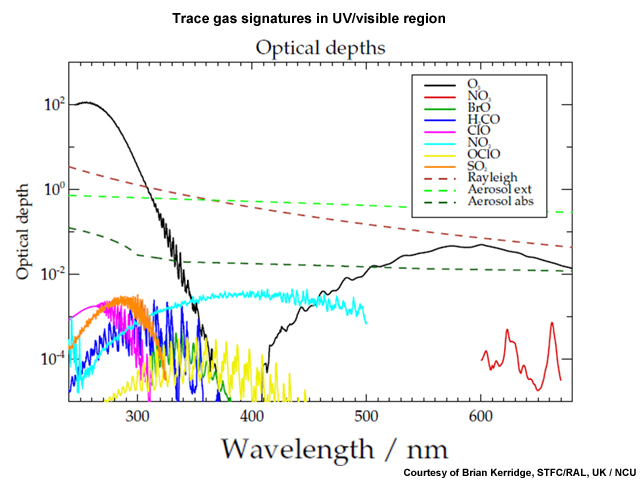 Trace gas signatures in UV/visible region
Optical depths
Optical depth
10²
10⁰
10⁻²
10⁻⁴
O₃
NO₃
BrO
H₂CO
ClO
NO₂
OClO
SO₂
Rayleigh
Aerosol ext
Aerosol abs
300 400 500 600
Wavelength / nm
Courtesy of Brian Kerridge, STFC/RAL, UK / NCU